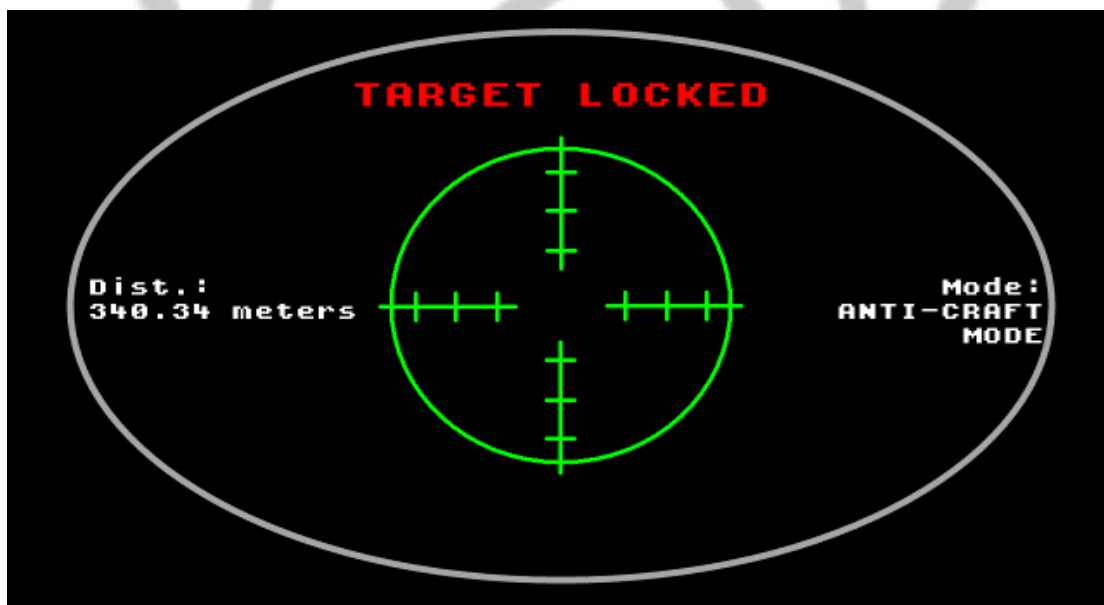 TARGET LOCKED
Dist.:
340.34 meters
Mode:
ANTI-CRAFT
MODE